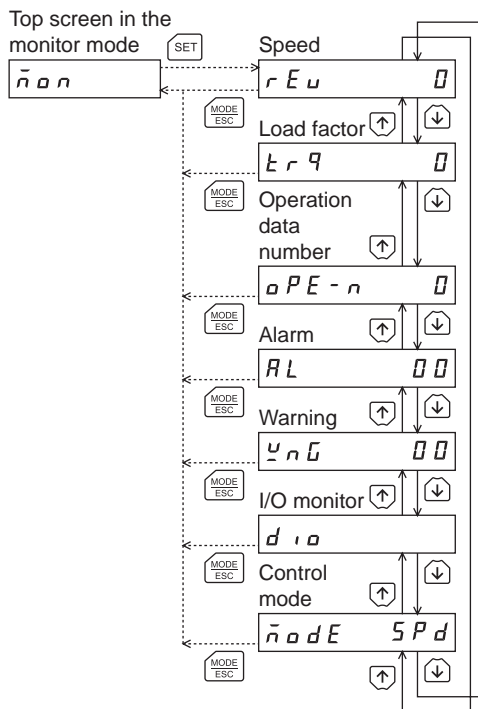 Top screen in the
monitor mode
SET
Speed
mon
rEv 0
MODE
ESC
Load factor
trq 0
MODE
ESC
Operation
data
number
oPE-n 0
MODE
ESC
Alarm
AL 00
MODE
ESC
Warning
WnG 00
MODE
ESC
I/O monitor
dio
MODE
ESC
Control
mode
modE SPd
MODE
ESC